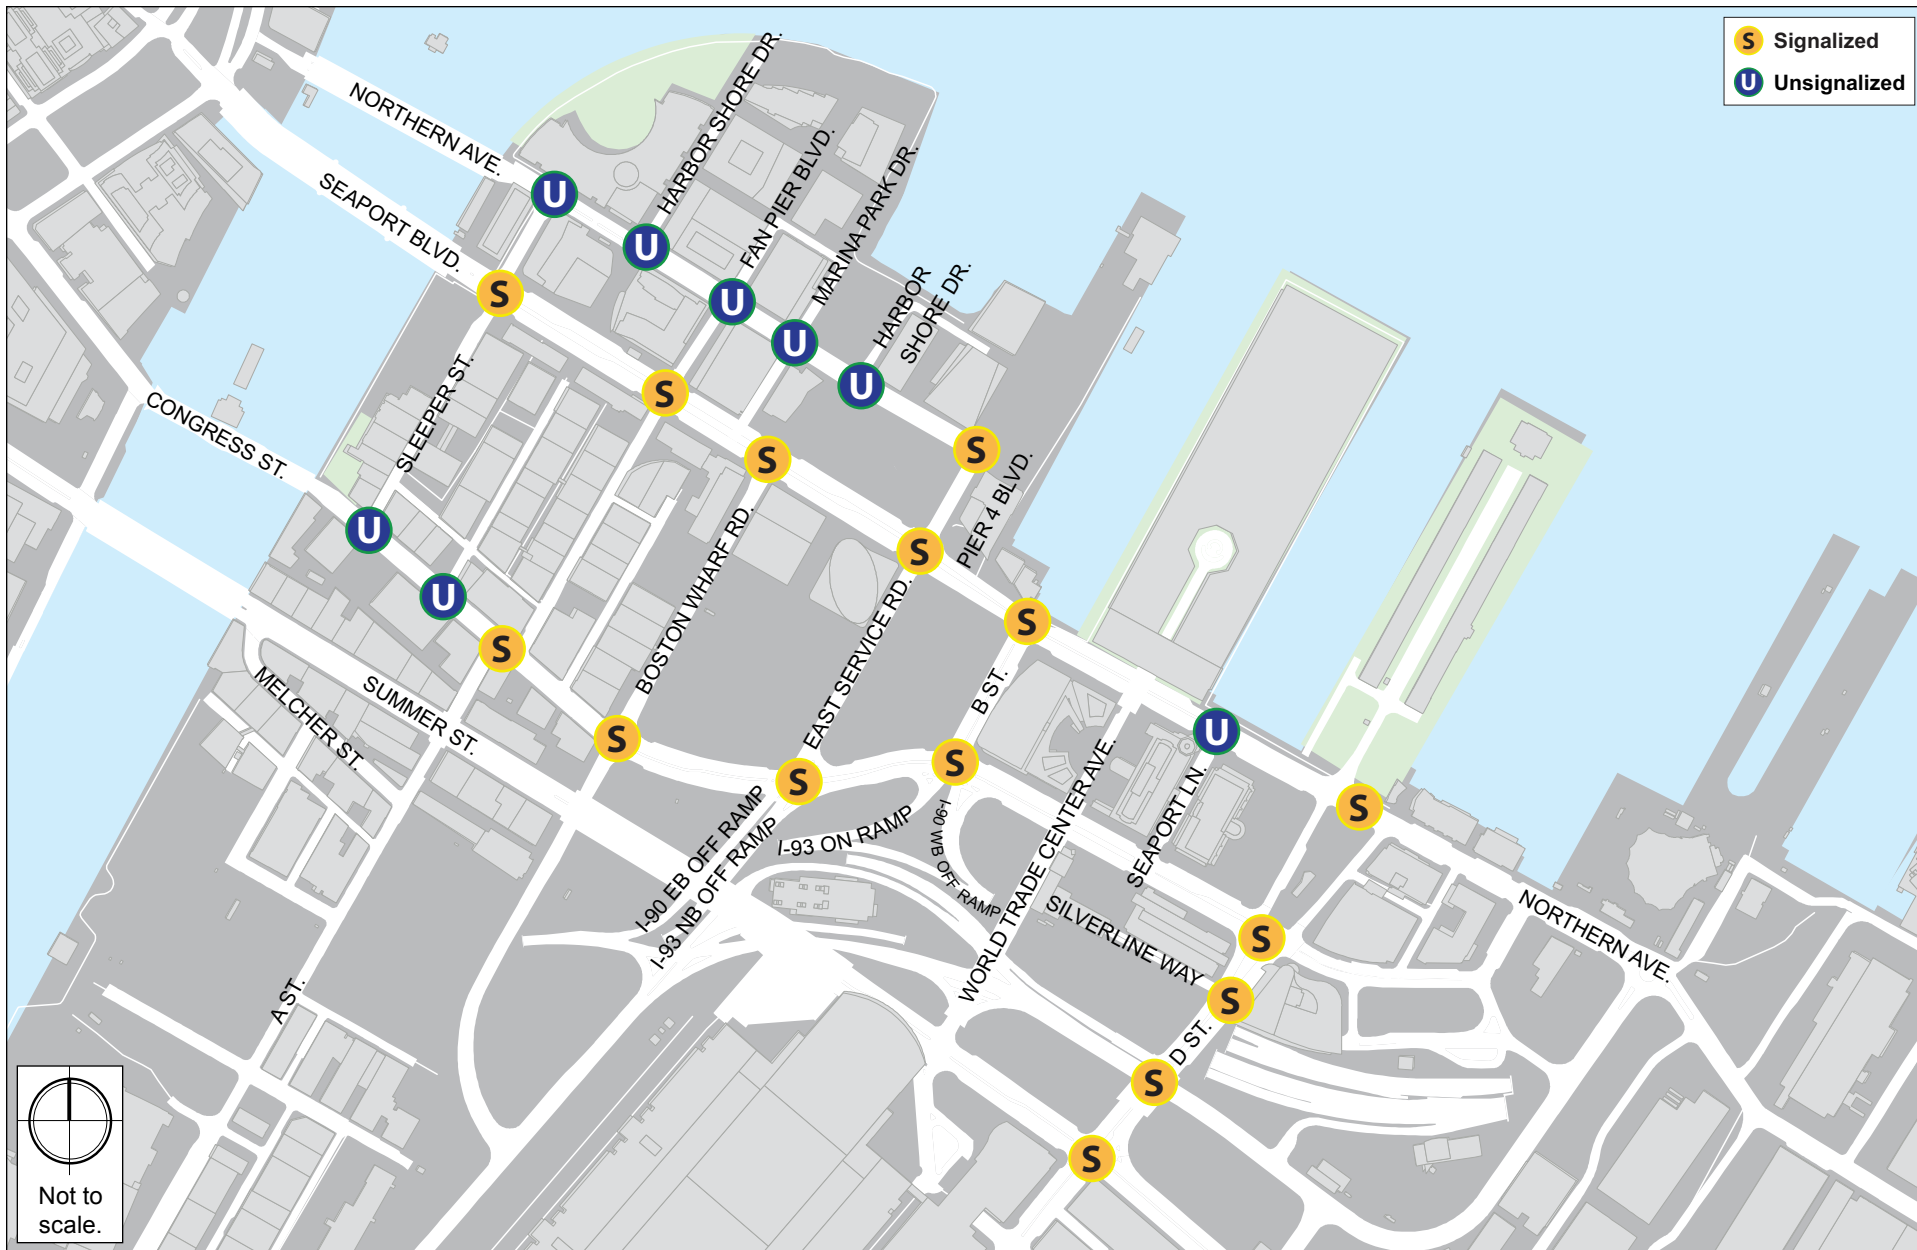 S Signalized
U Unsignalized
NORTHERN AVE.
SEAPORT BLVD.
HARBOR SHORE DR.
FAN PIER BLVD.
MARINA PARK DR.
HARBOR
SHORE DR.
U
U
U
U
U
S
S
S
S
S
PIER 4 BLVD.
SLEEPER ST.
CONGRESS ST.
U
U
S
S
S
S
S
U
S
BOSTON WHARF RD.
EAST SERVICE RD.
B ST.
MELCHER ST.
SUMMER ST.
I-90 EB OFF RAMP
I-93 NB OFF RAMP
I-93 ON RAMP
I-90 WB OFF RAMP
WORLD TRADE CENTER AVE.
SEAPORT LN.
SILVERLINE WAY
NORTHERN AVE.
A ST.
D ST.
S
S
S
S
Not to
scale.